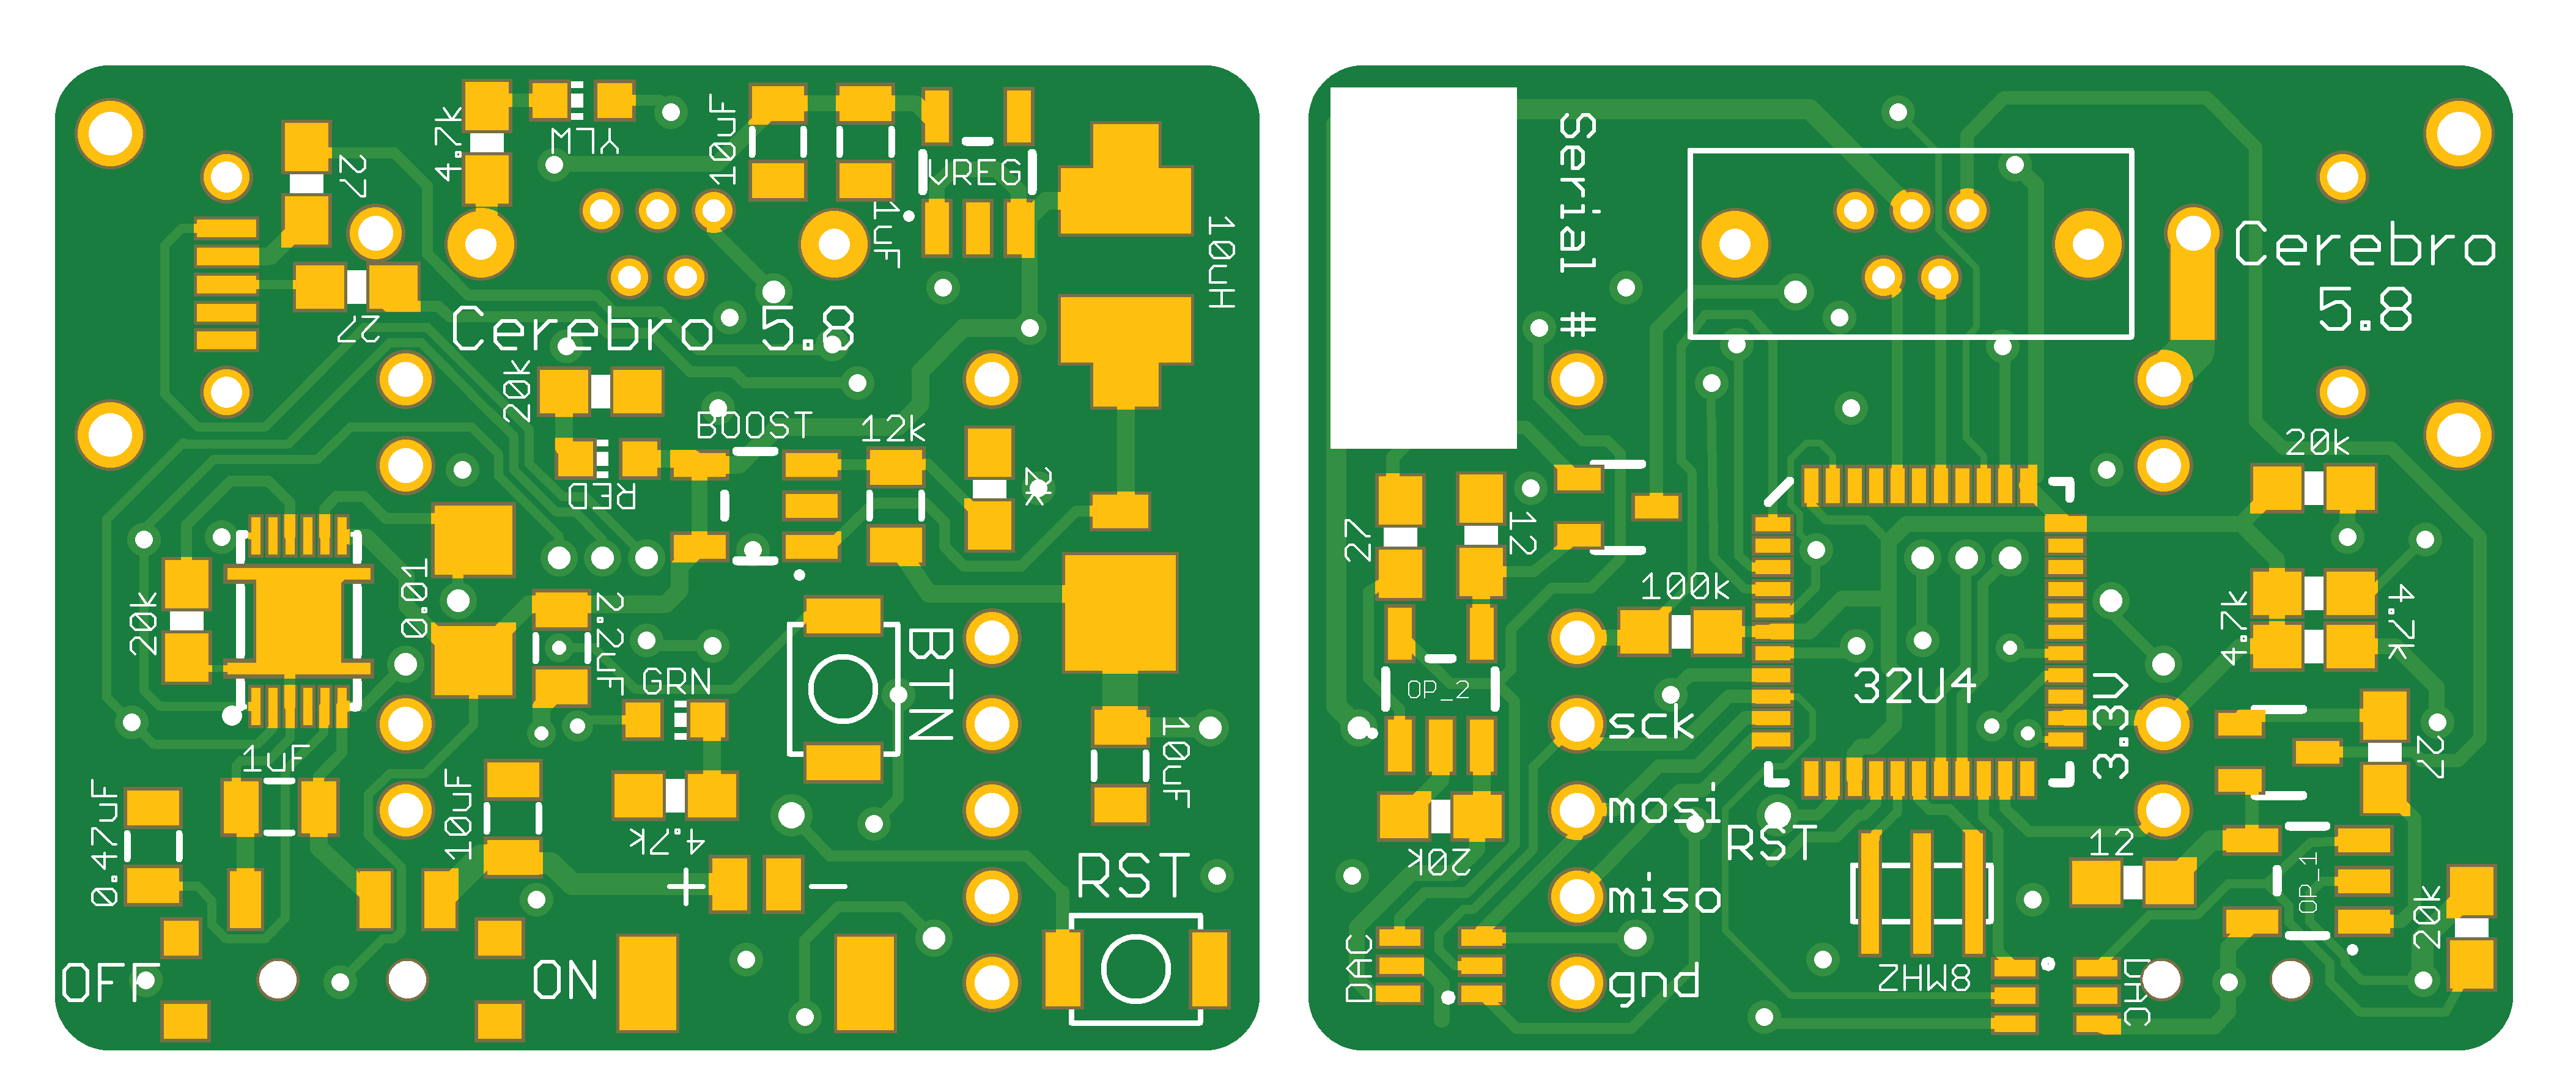 27
4.7k
YLW
10uF
1uF
VREG
10uH
27
Cerebro 5.8
20k
BOOST
12k
2k
RED
20k
0.01
2.2uF
GRN
BTN
10uF
1uF
0.47uF
10uF
4.7k
+
−
RST
OFF
ON
Serial #
Cerebro
5.8
20k
27
12
100k
4.7k
4.7k
OP_2
32U4
3.3V
sck
27
mosi
RST
20k
12
OP_1
20k
miso
DAC
gnd
8MHZ
DAC